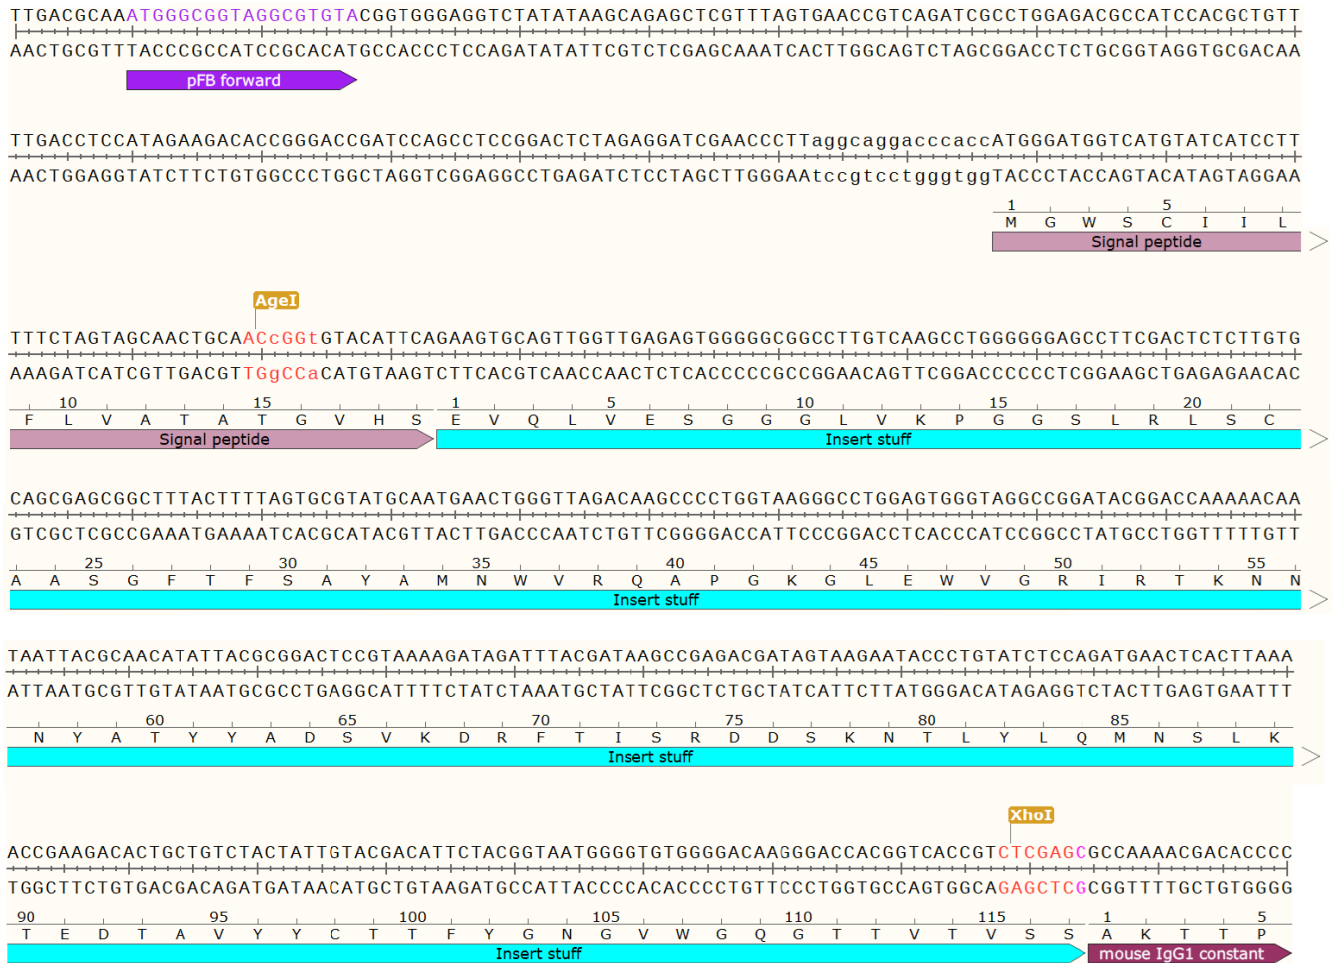 TTGACGCAAATGGGCGGTAGGCGTGTACGGTGGGAGGTCTATATAAGCAGAGCTCGTTTAGTGAACCGTCAGATCGCCTGGAGACGCCATCCACGCTGTT
AACTGCGTTTACCCGCCATCCGCACATGCCACCCTCCAGATATATTCGTCTCGAGCAAATCACTTGGCAGTCTAGCGGACCTCTGCGGTAGGTGCGACAA
pFB forward
TTGACCTCCATAGAAGACACCGGGACCGATCCAGCCTCCGGACTCTAGAGGATCGAACCCTTaggcaggacccaccATGGGATGGTCATGTATCATCCTT
AACTGGAGGTATCTTCTGTGGCCCTGGCTAGGTCGGAGGCCTGAGATCTCCTAGCTTGGGAAtccgtcctgggtggTACCCTACCAGTACATAGTAGGAA
1 5
M G W S C I I L
Signal peptide
AgeI
TTTCTAGTAGCAACTGCAACcGGtGTACATTCAGAAGTGCAGTTGGTTGAGAGTGGGGGCGGCCTTGTCAAGCCTGGGGGGAGCCTTCGACTCTCTTGTG
AAAGATCATCGTTGACGTTGgCCaCATGTAAGTCTTCACGTCAACCAACTCTCACCCCCGCCGGAACAGTTCGGACCCCCCTCGGAAGCTGAGAGAACAC
10 15 1 5 10 15 20
F L V A T A T G V H S E V Q L V E S G G G L V K P G G S L R L S C
Signal peptide Insert stuff
CAGCGAGCGGCTTTACTTTTAGTGCGTATGCAATGAACTGGGTTAGACAAGCCCCTGGTAAGGGCCTGGAGTGGGTAGGCCGGATACGGACCAAAAACAA
GTCGCTCGCCGAAATGAAAATCACGCATACGTTACTTGACCCAATCTGTTCGGGGACCATTCCCGGACCTCACCCATCCGGCCTATGCCTGGTTTTTGTT
25 30 35 40 45 50 55
A A S G F T F S A Y A M N W V R Q A P G K G L E W V G R I R T K N N
Insert stuff
TAATTACGCAACATATTACGCGGACTCCGTAAAAGATAGATTTACGATAAGCCGAGACGATAGTAAGAATACCCTGTATCTCCAGATGAACTCACTTAAA
ATTAATGCGTTGTATAATGCGCCTGAGGCATTTTCTATCTAAATGCTATTCGGCTCTGCTATCATTCTTATGGGACATAGAGGTCTACTTGAGTGAATTT
60 65 70 75 80 85
N Y A T Y Y A D S V K D R F T I S R D D S K N T L Y L Q M N S L K
Insert stuff
XhoI
ACCGAAGACACTGCTGTCTACTATTGTACGACATTCTACGGTAATGGGGTGTGGGGACAAGGGACCACGGTCACCGTCTCGAGCGCCAAAACGACACCCC
TGGCTTCTGTGACGACAGATGATAACATGCTGTAAGATGCCATTACCCCACACCCCTGTTCCCTGGTGCCAGTGGCAGAGCTCGCGGTTTTGCTGTGGGG
90 95 100 105 110 115 1 5
T E D T A V Y Y C T T F Y G N G V W G Q G T T V T V S S A K T T P
Insert stuff mouse IgG1 constant